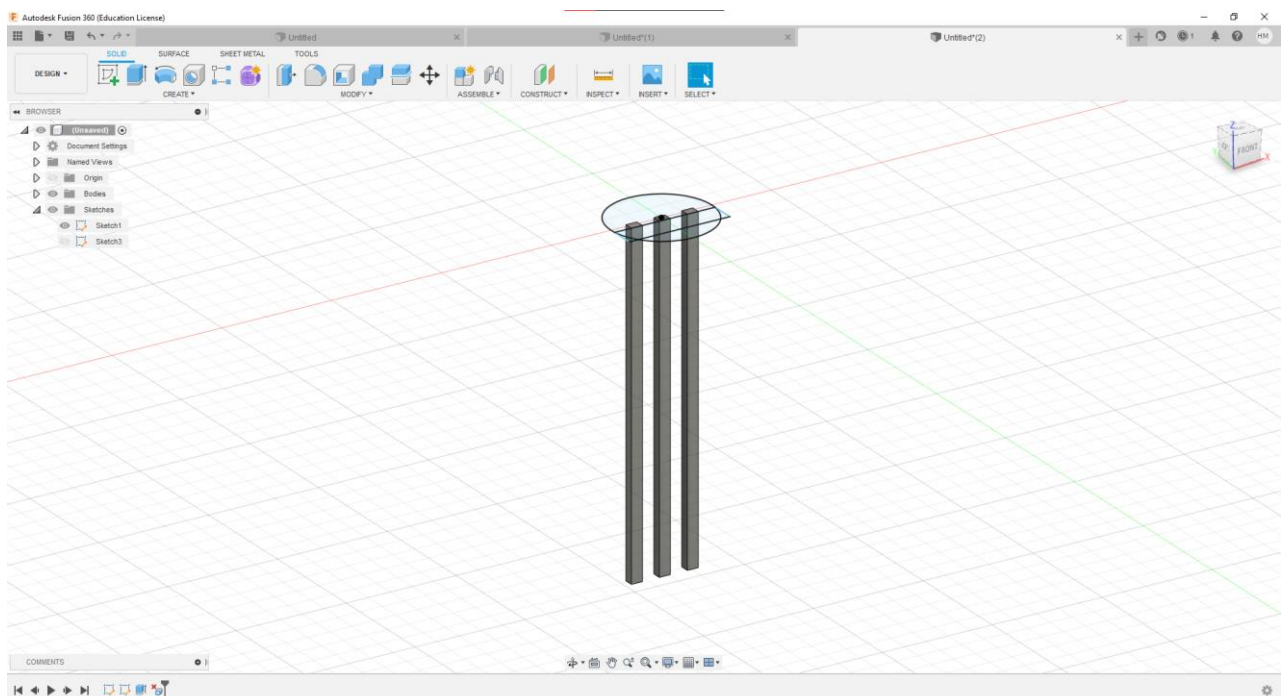 Autodesk Fusion 360 (Education License)
Untitled
Untitled*(1)
Untitled*(2)
1
HM
SOLID SURFACE SHEET METAL TOOLS
DESIGN
CREATE MODIFY ASSEMBLE CONSTRUCT INSPECT INSERT SELECT
BROWSER
(Unsaved)
Document Settings
Named Views
Origin
Bodies
Sketches
Sketch1
Sketch3
Z
FRONT
X
COMMENTS